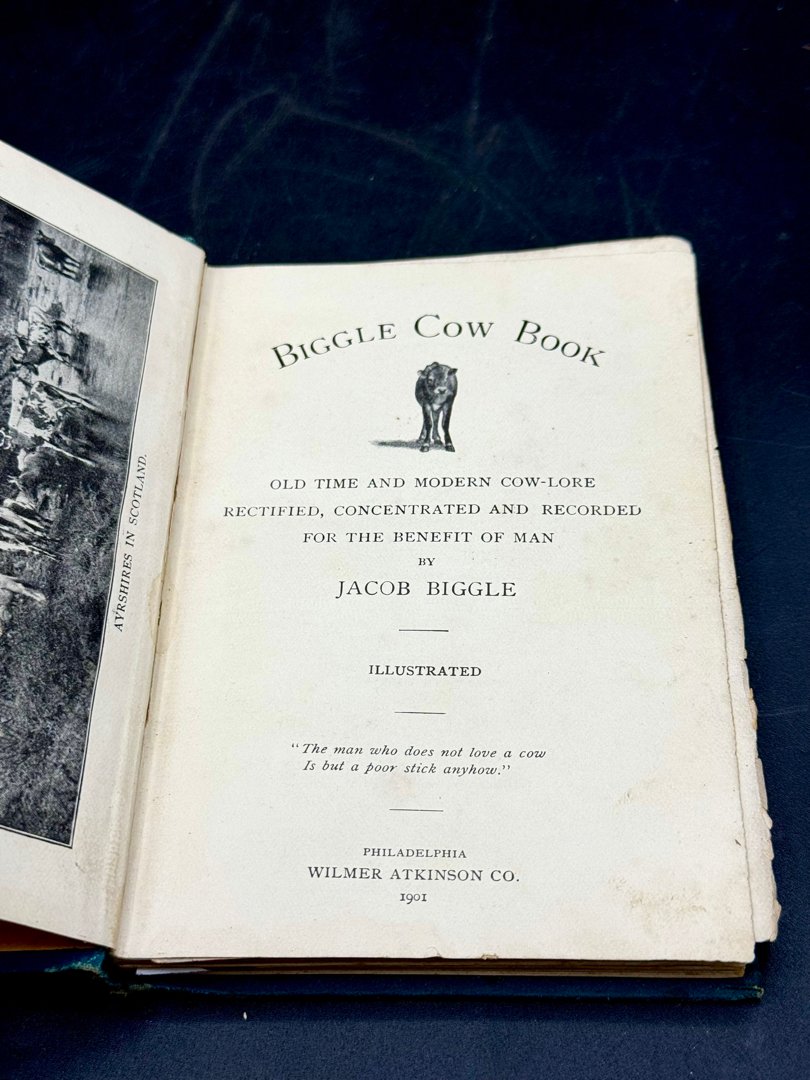 AYRSHIRES IN SCOTLAND.
BIGGLE COW BOOK
OLD TIME AND MODERN COW-LORE
RECTIFIED, CONCENTRATED AND RECORDED
FOR THE BENEFIT OF MAN
BY
JACOB BIGGLE
ILLUSTRATED
"The man who does not love a cow
Is but a poor stick anyhow."
PHILADELPHIA
WILMER ATKINSON CO.
1901